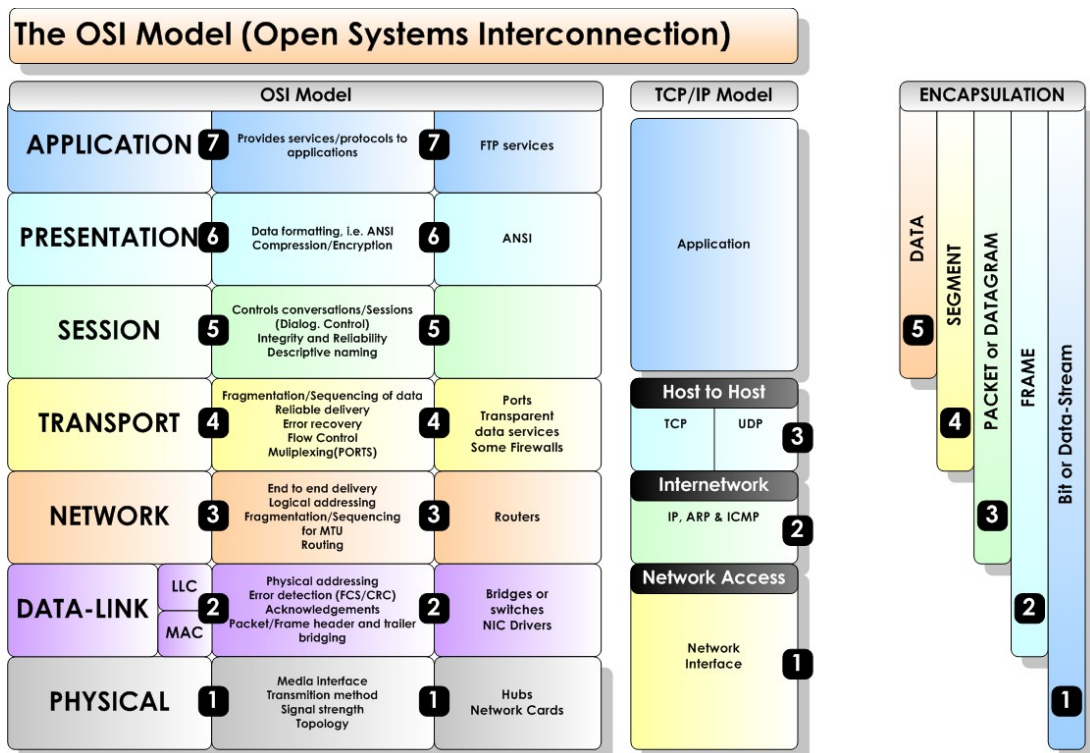 The OSI Model (Open Systems Interconnection)
OSI Model
APPLICATION
7
Provides services/protocols to
applications
7
FTP services
PRESENTATION
6
Data formatting, i.e. ANSI
Compression/Encryption
6
ANSI
SESSION
5
Controls conversations/Sessions
(Dialog. Control)
Integrity and Reliability
Descriptive naming
5
TRANSPORT
4
Fragmentation/Sequencing of data
Reliable delivery
Error recovery
Flow Control
Muliplexing(PORTS)
4
Ports
Transparent
data services
Some Firewalls
NETWORK
3
End to end delivery
Logical addressing
Fragmentation/Sequencing
for MTU
Routing
3
Routers
DATA-LINK
LLC
MAC
2
Physical addressing
Error detection (FCS/CRC)
Acknowledgements
Packet/Frame header and trailer
bridging
2
Bridges or
switches
NIC Drivers
PHYSICAL
1
Media interface
Transmition method
Signal strength
Topology
1
Hubs
Network Cards
TCP/IP Model
Application
Host to Host
TCP
UDP
3
Internetwork
IP, ARP & ICMP
2
Network Access
Network
Interface
1
ENCAPSULATION
DATA
5
SEGMENT
4
PACKET or DATAGRAM
3
FRAME
2
Bit or Data-Stream
1